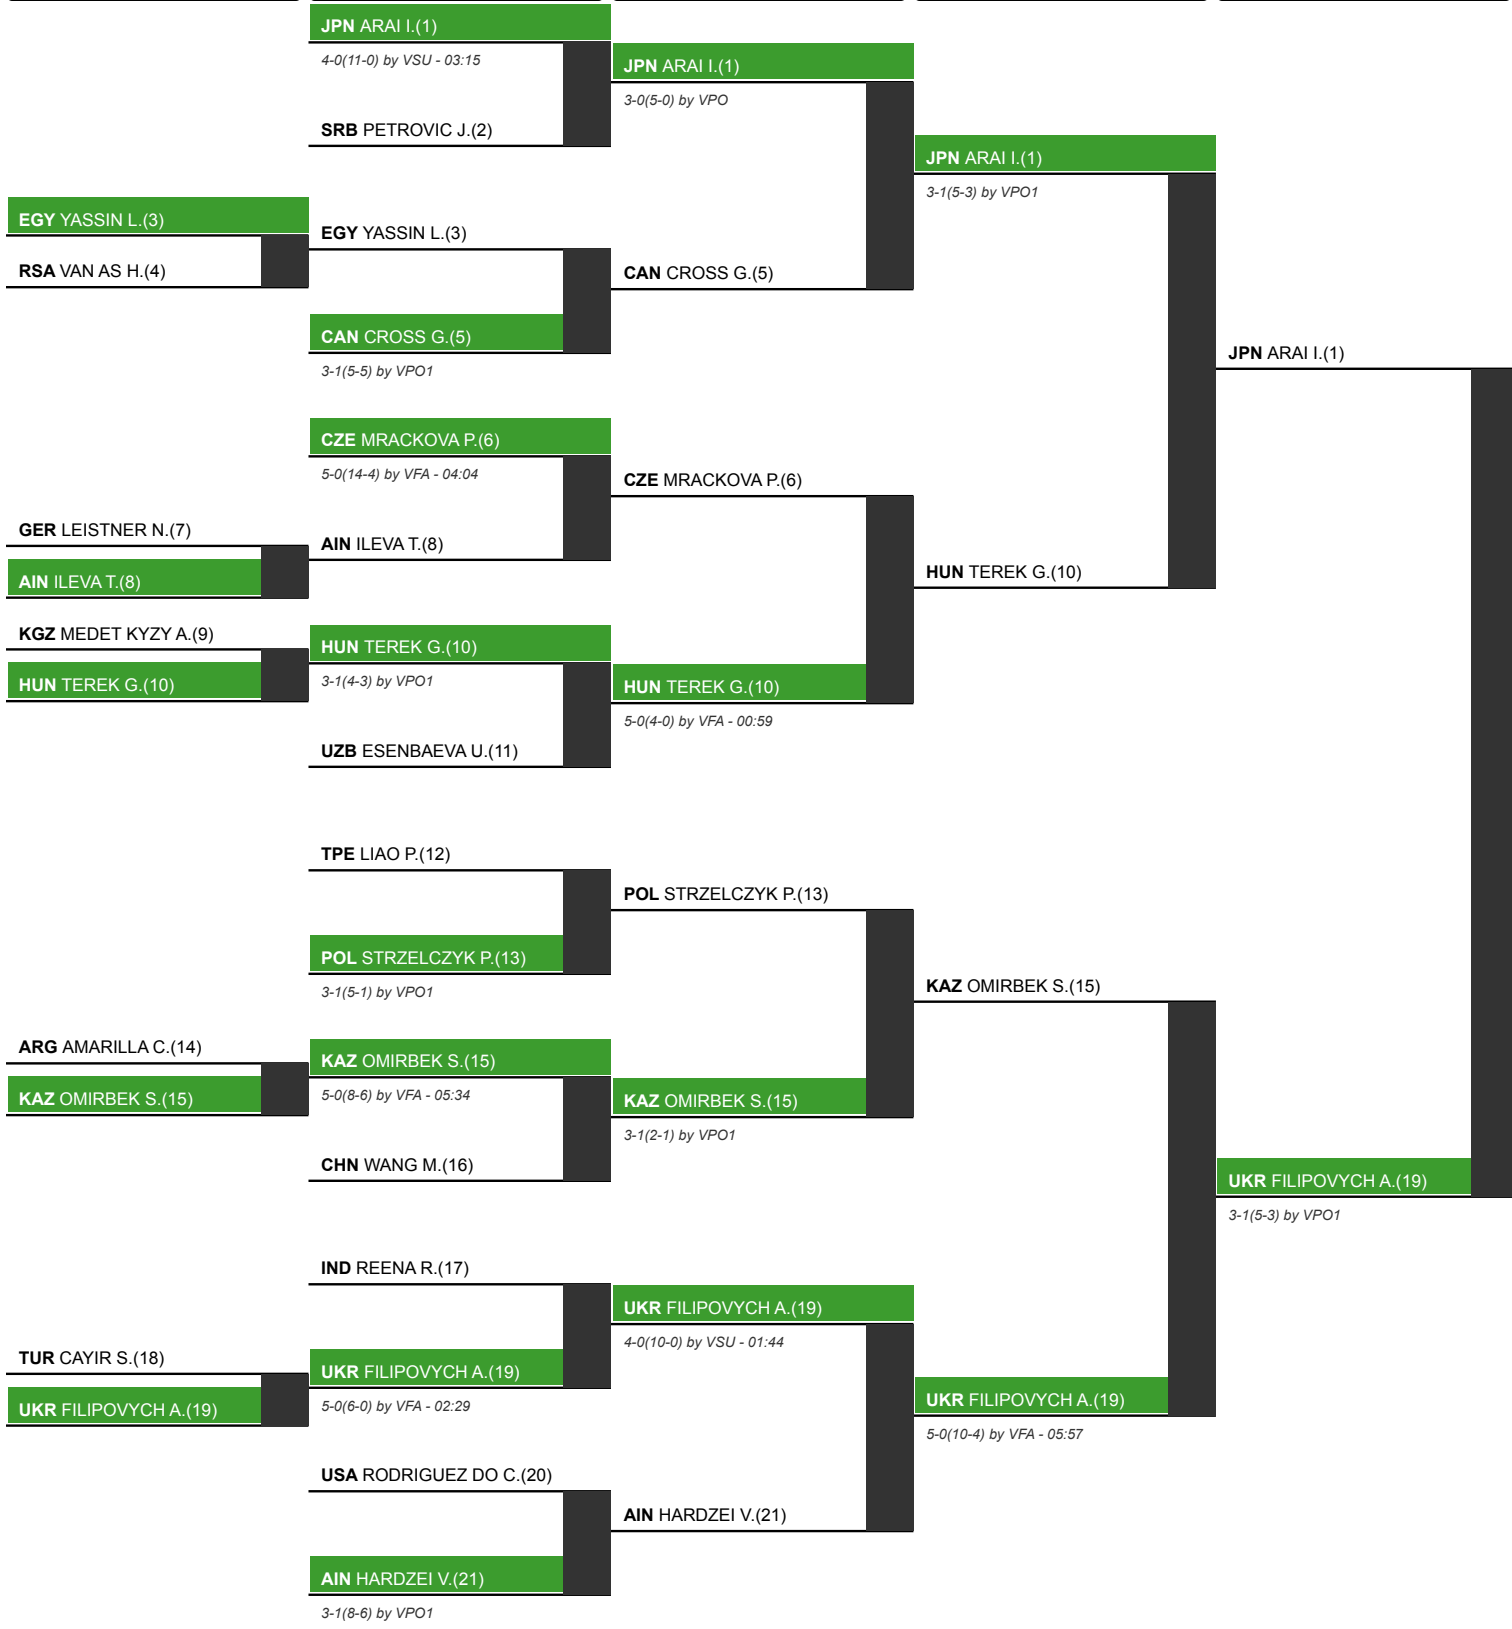 EGY YASSIN L.(3)
RSA VAN AS H.(4)
GER LEISTNER N.(7)
AIN ILEVA T.(8)
KGZ MEDET KYZY A.(9)
HUN TEREK G.(10)
ARG AMARILLA C.(14)
KAZ OMIRBEK S.(15)
TUR CAYIR S.(18)
UKR FILIPOVYCH A.(19)
JPN ARAI I.(1)
4-0(11-0) by VSU - 03:15
SRB PETROVIC J.(2)
EGY YASSIN L.(3)
CAN CROSS G.(5)
3-1(5-5) by VPO1
CZE MRACKOVA P.(6)
5-0(14-4) by VFA - 04:04
AIN ILEVA T.(8)
HUN TEREK G.(10)
3-1(4-3) by VPO1
UZB ESENBAEVA U.(11)
TPE LIAO P.(12)
POL STRZELCZYK P.(13)
3-1(5-1) by VPO1
KAZ OMIRBEK S.(15)
5-0(8-6) by VFA - 05:34
CHN WANG M.(16)
IND REENA R.(17)
UKR FILIPOVYCH A.(19)
5-0(6-0) by VFA - 02:29
USA RODRIGUEZ DO C.(20)
AIN HARDZEI V.(21)
3-1(8-6) by VPO1
JPN ARAI I.(1)
3-0(5-0) by VPO
CAN CROSS G.(5)
CZE MRACKOVA P.(6)
HUN TEREK G.(10)
5-0(4-0) by VFA - 00:59
POL STRZELCZYK P.(13)
KAZ OMIRBEK S.(15)
3-1(2-1) by VPO1
UKR FILIPOVYCH A.(19)
4-0(10-0) by VSU - 01:44
AIN HARDZEI V.(21)
JPN ARAI I.(1)
3-1(5-3) by VPO1
HUN TEREK G.(10)
KAZ OMIRBEK S.(15)
UKR FILIPOVYCH A.(19)
5-0(10-4) by VFA - 05:57
JPN ARAI I.(1)
UKR FILIPOVYCH A.(19)
3-1(5-3) by VPO1